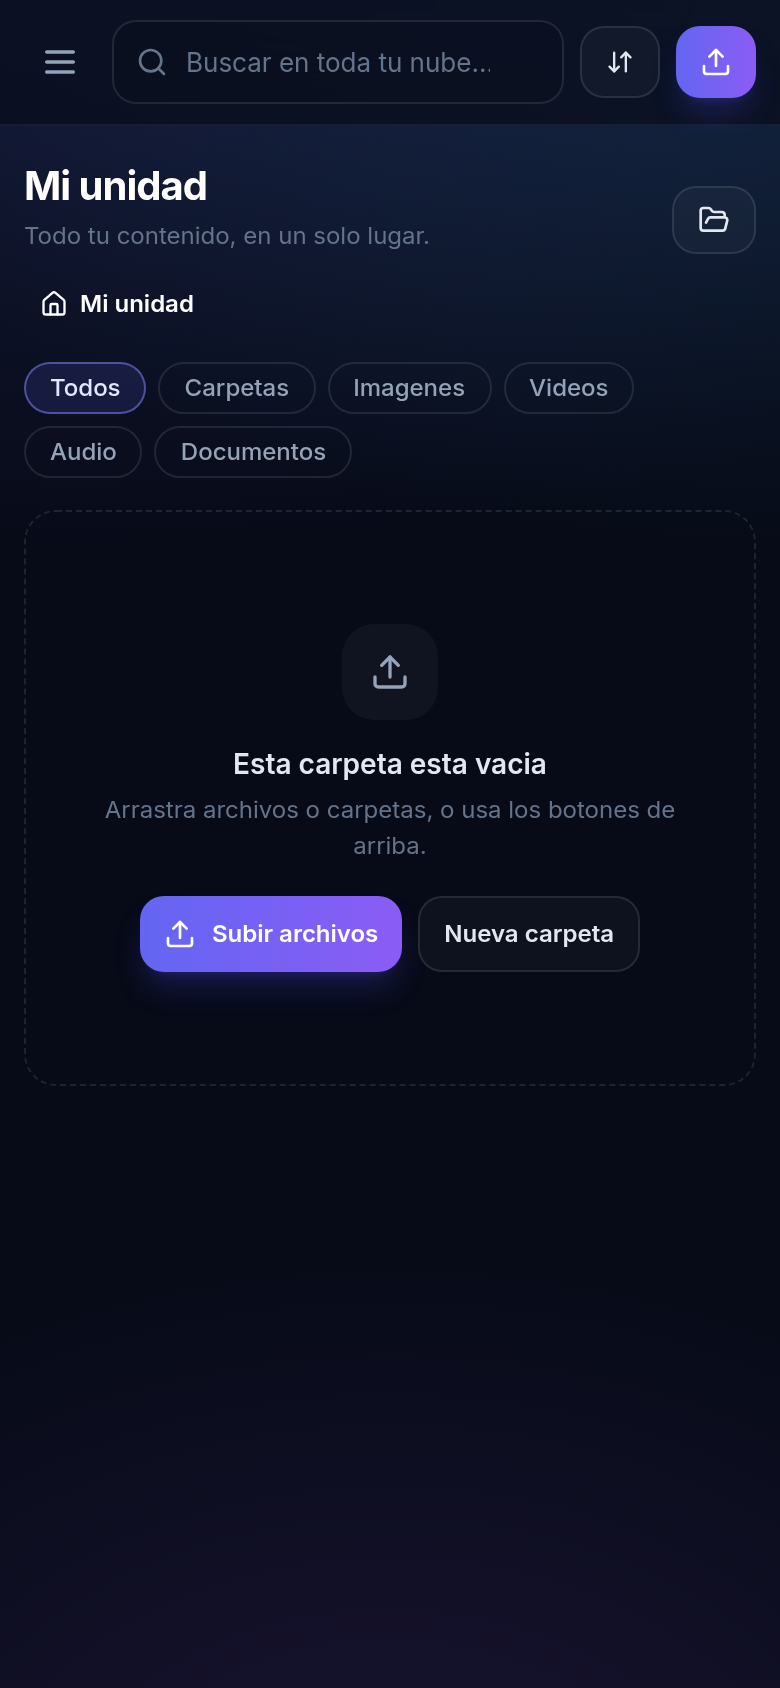 Buscar en toda tu nube...
Mi unidad
Todo tu contenido, en un solo lugar.
Mi unidad
Todos
Carpetas
Imagenes
Videos
Audio
Documentos
Esta carpeta esta vacia
Arrastra archivos o carpetas, o usa los botones de
arriba.
Subir archivos
Nueva carpeta